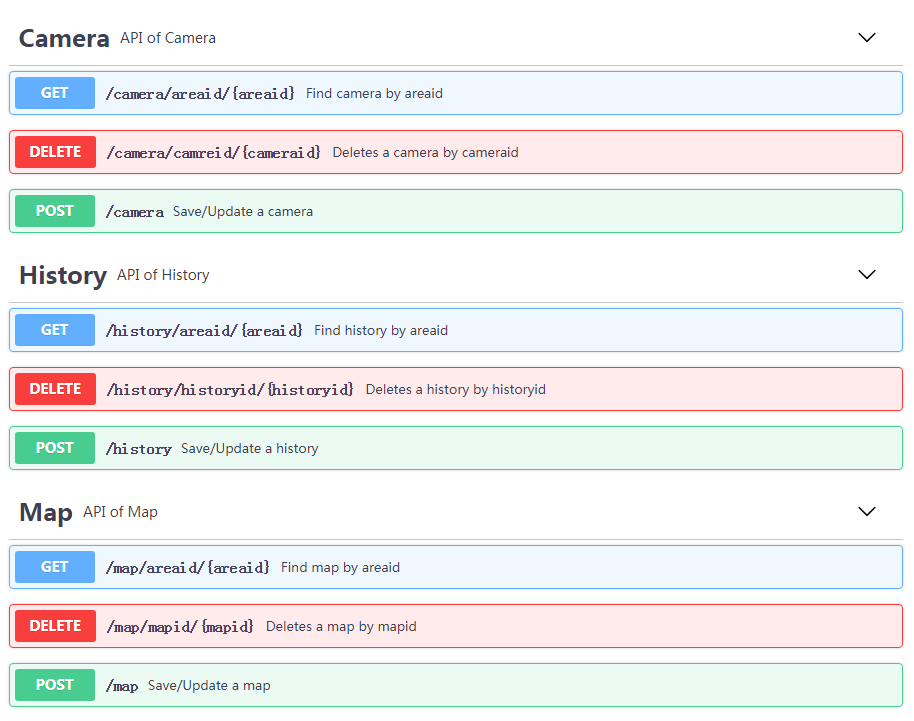 Camera API of Camera
GET /camera/areaid/{areaid} Find camera by areaid
DELETE /camera/camreid/{cameraid} Deletes a camera by cameraid
POST /camera Save/Update a camera
History API of History
GET /history/areaid/{areaid} Find history by areaid
DELETE /history/historyid/{historyid} Deletes a history by historyid
POST /history Save/Update a history
Map API of Map
GET /map/areaid/{areaid} Find map by areaid
DELETE /map/mapid/{mapid} Deletes a map by mapid
POST /map Save/Update a map